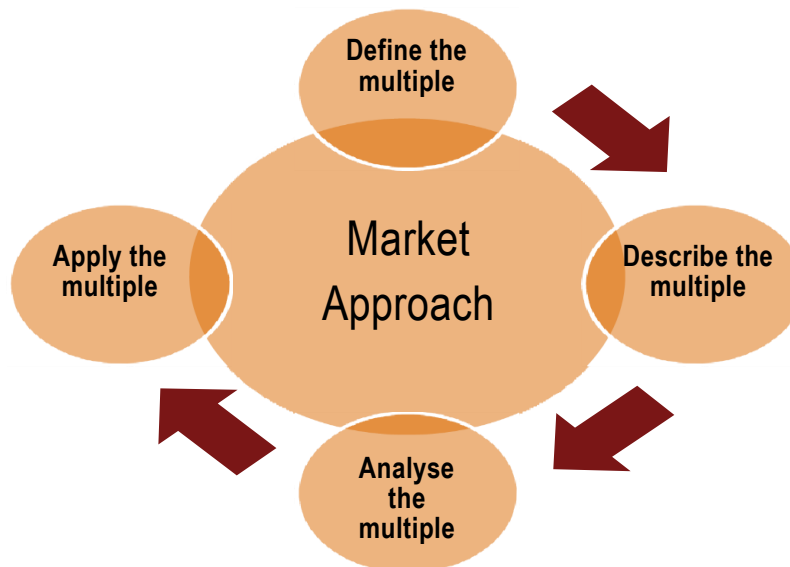 Define the
multiple
Market
Approach
Apply the
multiple
Describe the
multiple
Analyse
the
multiple